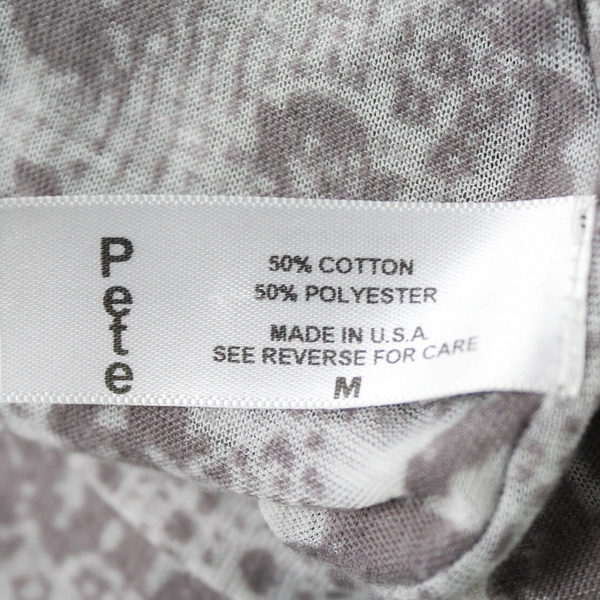 Pete
50% COTTON
50% POLYESTER
MADE IN U.S.A.
SEE REVERSE FOR CARE
M